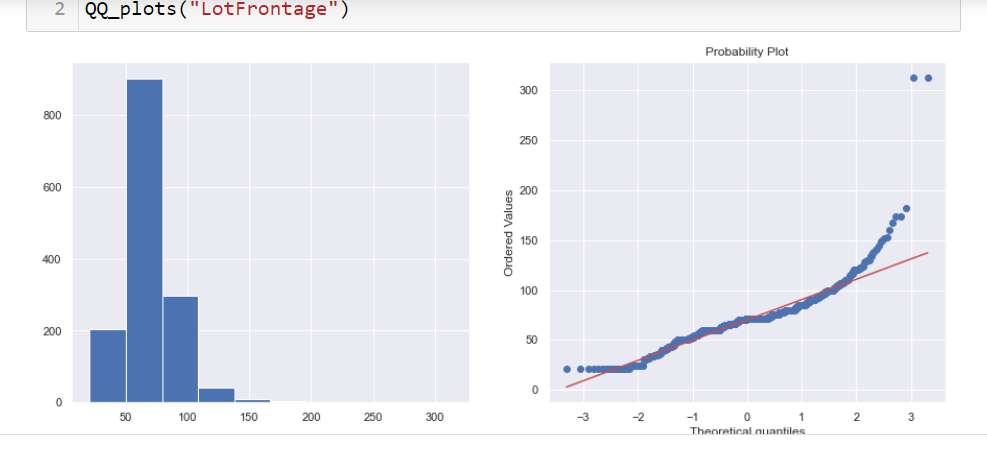 2 QQ_plots("LotFrontage")
Probability Plot
800
600
400
200
0
50 100 150 200 250 300
Ordered Values
300
250
200
150
100
50
0
−3 −2 −1 0 1 2 3
Theoretical quantiles